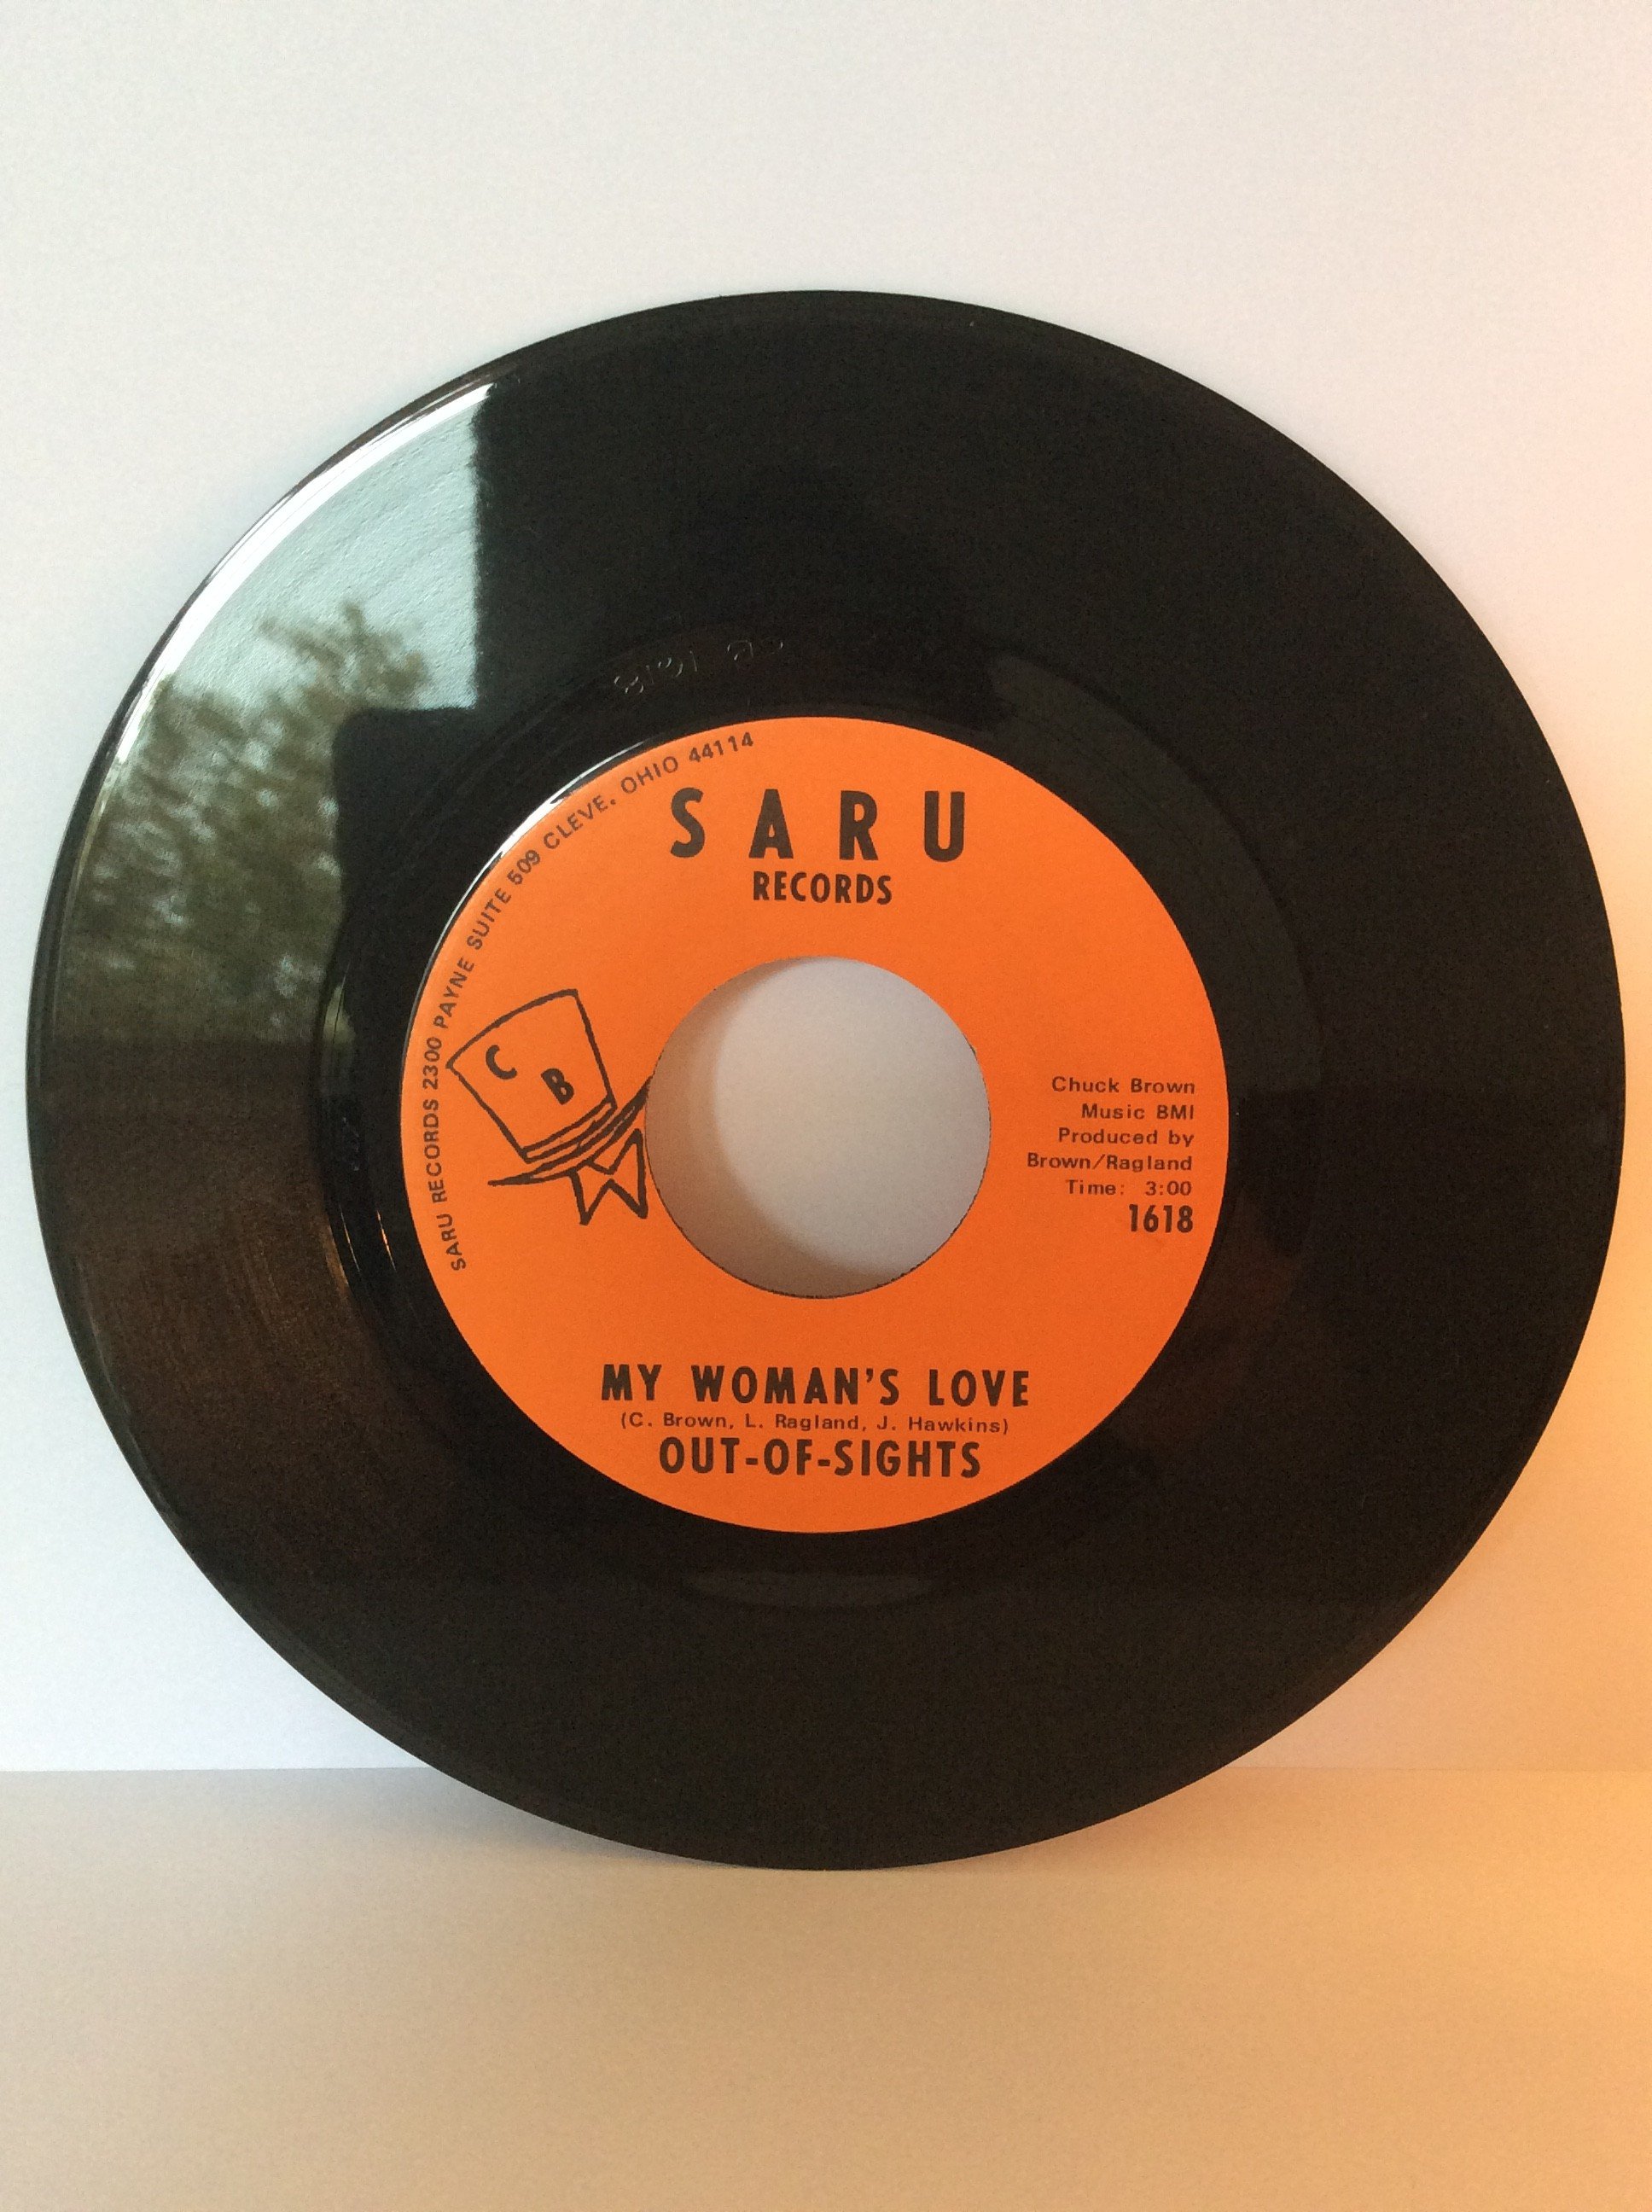 SARU RECORDS 2300 PAYNE SUITE 509 CLEVE. OHIO 44114
SARU
RECORDS
C
B
Chuck Brown
Music BMI
Produced by
Brown/Ragland
Time: 3:00
1618
MY WOMAN'S LOVE
(C. Brown, L. Ragland, J. Hawkins)
OUT-OF-SIGHTS